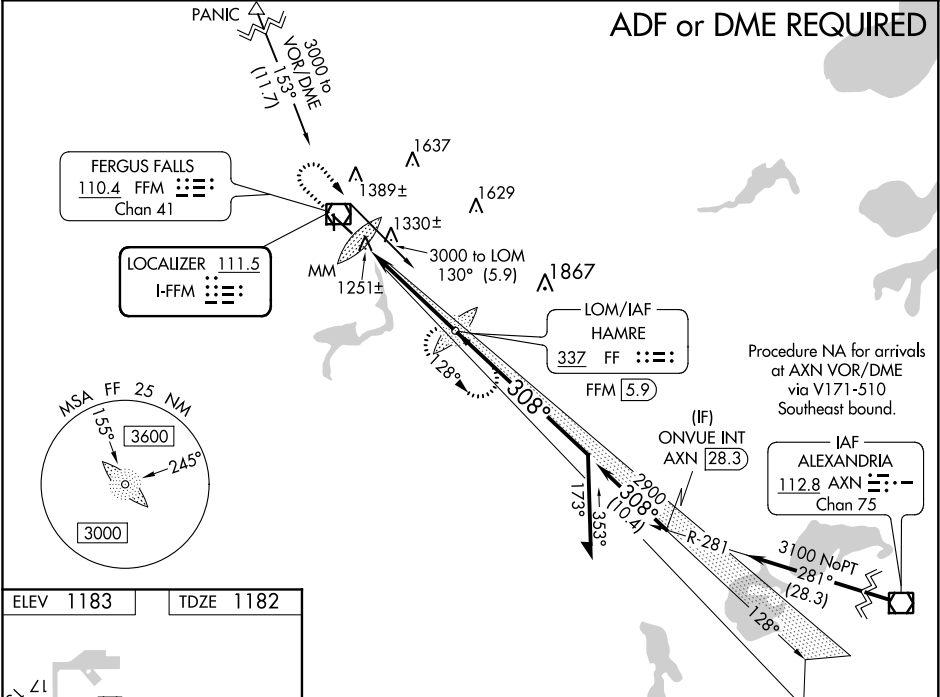 ADF or DME REQUIRED
PANIC
3000 to
VOR/DME
153°
(11.7)
FERGUS FALLS
110.4 FFM
Chan 41
LOCALIZER 111.5
I-FFM
1637
1389±
1629
1330±
MM
1251±
3000 to LOM
130° (5.9)
1867
LOM/IAF
HAMRE
337 FF
FFM 5.9
128°
308°
Procedure NA for arrivals
at AXN VOR/DME
via V171-510
Southeast bound.
(IF)
ONVUE INT
AXN 28.3
IAF
ALEXANDRIA
112.8 AXN
Chan 75
MSA FF 25 NM
155°
3600
245°
3000
2900
308°
(10.4)
173°
353°
R-281
3100 NoPT
281°
(28.3)
128°
ELEV 1183
TDZE 1182
17